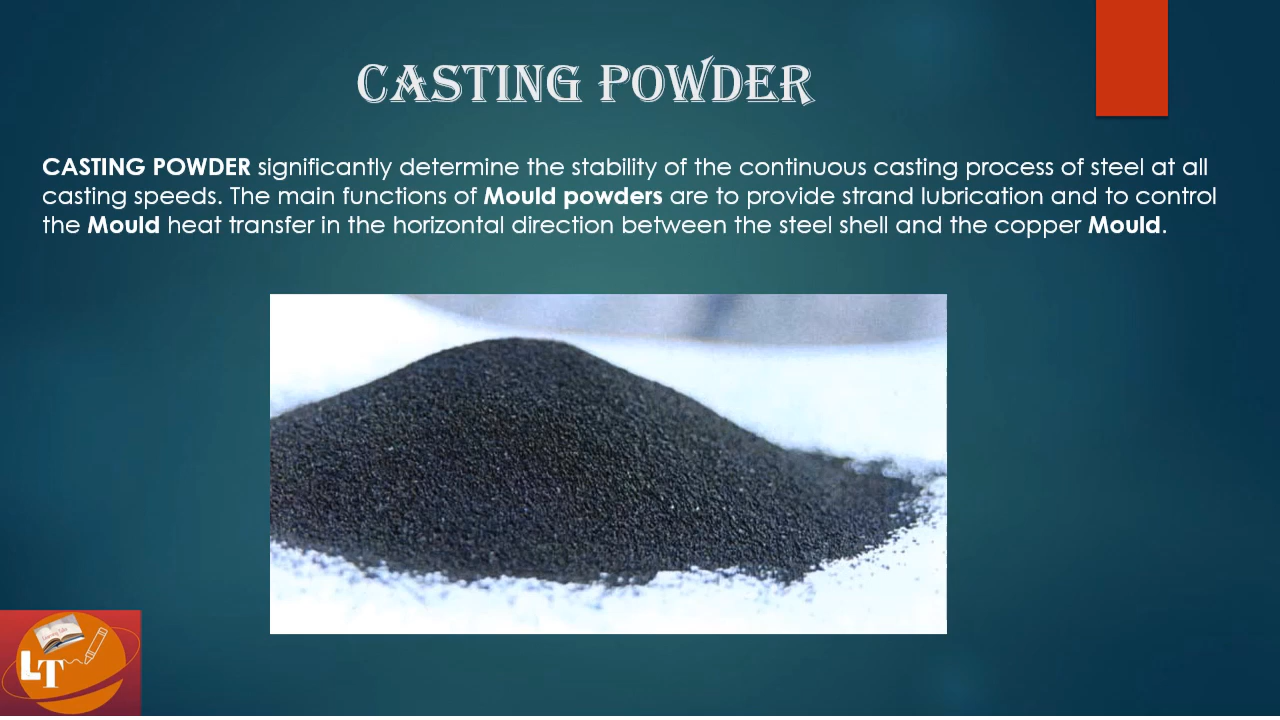 CASTING POWDER
CASTING POWDER significantly determine the stability of the continuous casting process of steel at all
casting speeds. The main functions of Mould powders are to provide strand lubrication and to control
the Mould heat transfer in the horizontal direction between the steel shell and the copper Mould.
LT